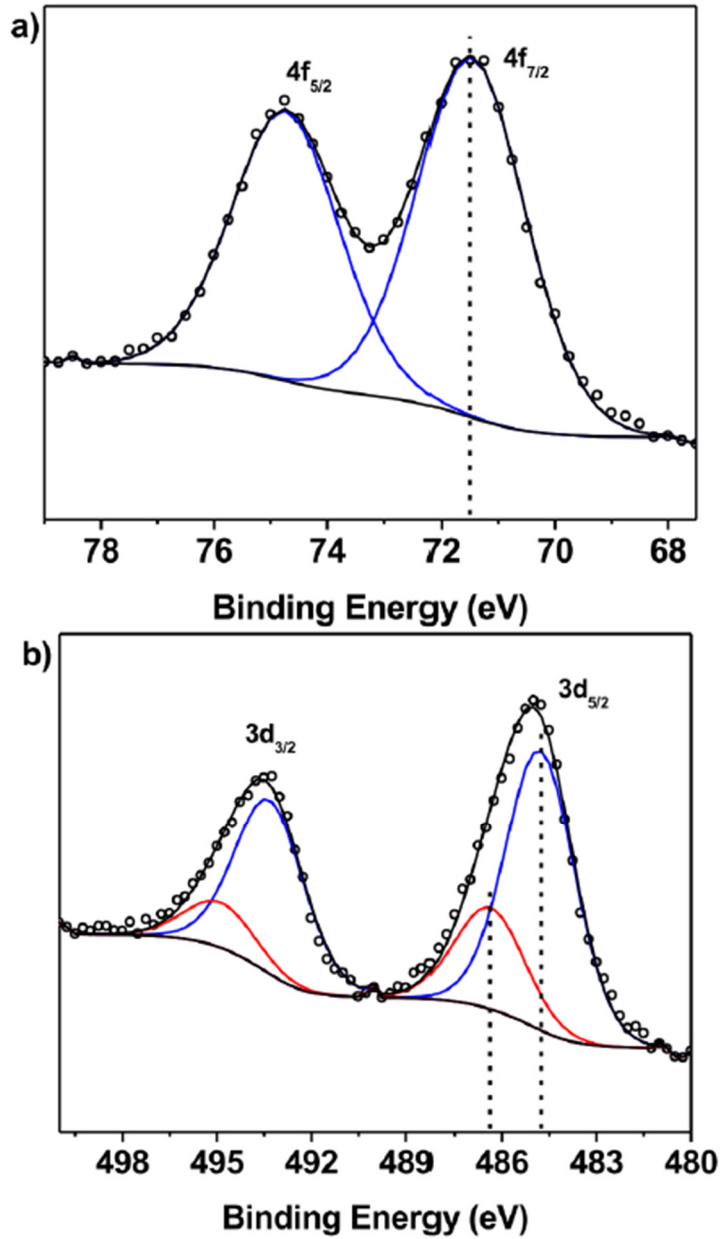 a)
4f5/2
4f7/2
78 76 74 72 70 68
Binding Energy (eV)
b)
3d5/2
3d3/2
498 495 492 489 486 483 480
Binding Energy (eV)